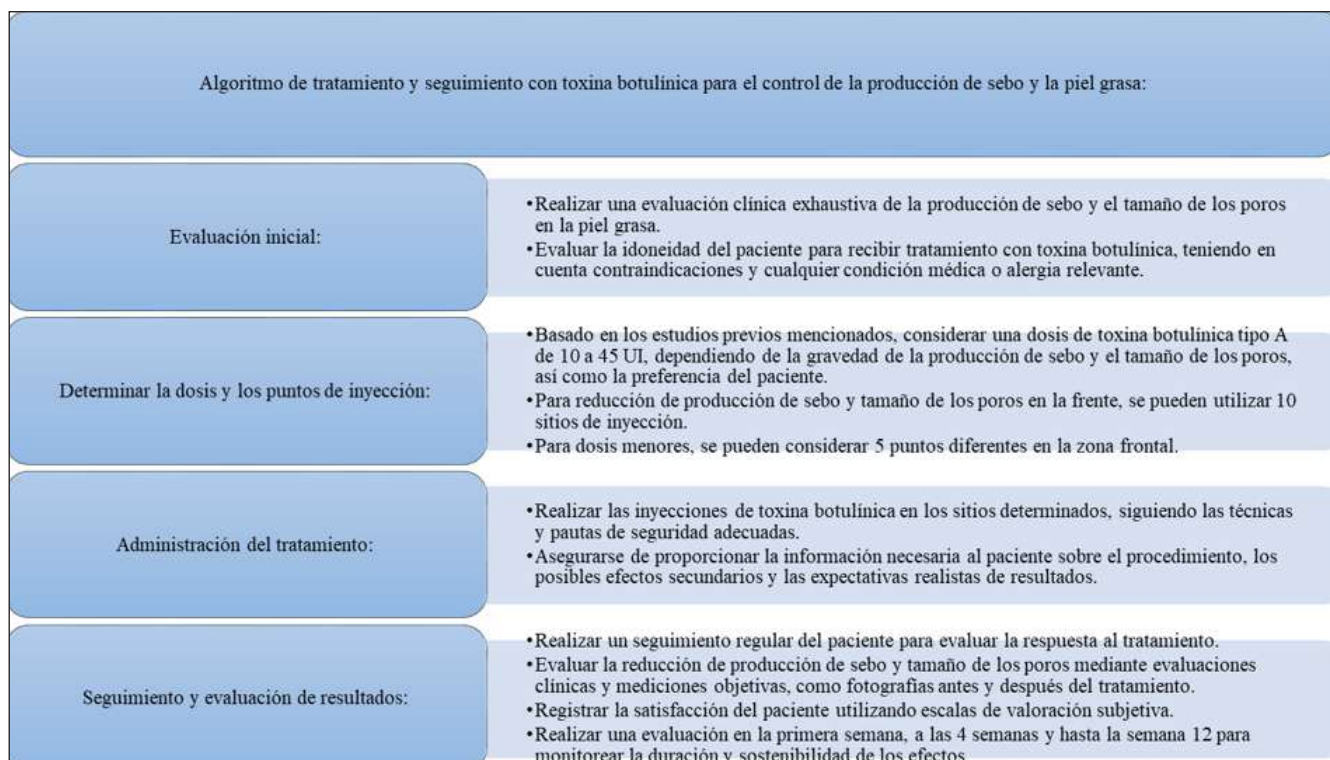 Algoritmo de tratamiento y seguimiento con toxina botulínica para el control de la producción de sebo y la piel grasa:
Evaluación inicial:
•Realizar una evaluación clínica exhaustiva de la producción de sebo y el tamaño de los poros
en la piel grasa.
•Evaluar la idoneidad del paciente para recibir tratamiento con toxina botulínica, teniendo en
cuenta contraindicaciones y cualquier condición médica o alergia relevante.
Determinar la dosis y los puntos de inyección:
•Basado en los estudios previos mencionados, considerar una dosis de toxina botulínica tipo A
de 10 a 45 UI, dependiendo de la gravedad de la producción de sebo y el tamaño de los poros,
así como la preferencia del paciente.
•Para reducción de producción de sebo y tamaño de los poros en la frente, se pueden utilizar 10
sitios de inyección.
•Para dosis menores, se pueden considerar 5 puntos diferentes en la zona frontal.
Administración del tratamiento:
•Realizar las inyecciones de toxina botulínica en los sitios determinados, siguiendo las técnicas
y pautas de seguridad adecuadas.
•Asegurarse de proporcionar la información necesaria al paciente sobre el procedimiento, los
posibles efectos secundarios y las expectativas realistas de resultados.
Seguimiento y evaluación de resultados:
•Realizar un seguimiento regular del paciente para evaluar la respuesta al tratamiento.
•Evaluar la reducción de producción de sebo y tamaño de los poros mediante evaluaciones
clínicas y mediciones objetivas, como fotografías antes y después del tratamiento.
•Registrar la satisfacción del paciente utilizando escalas de valoración subjetiva.
•Realizar una evaluación en la primera semana, a las 4 semanas y hasta la semana 12 para
monitorear la duración y sostenibilidad de los efectos.